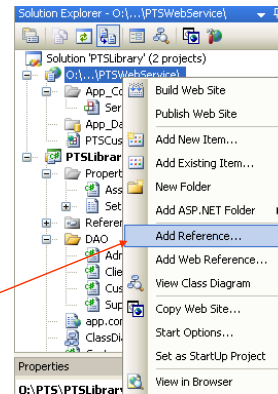 Solution Explorer - O:\...\PTSWebService\
Solution 'PTSLibrary' (2 projects)
O:\...\PTSWebService\
App_Co
Ser
App_Da
PTSCus
PTSLibrar
Propert
Ass
Set
Referer
DAO
Adr
Clie
Cus
Sup
app.cor
ClassDi
Build Web Site
Publish Web Site
Add New Item...
Add Existing Item...
New Folder
Add ASP.NET Folder
Add Reference...
Add Web Reference...
View Class Diagram
Copy Web Site...
Start Options...
Set as StartUp Project
View in Browser
Properties
O:\PTS\PTSLibrar